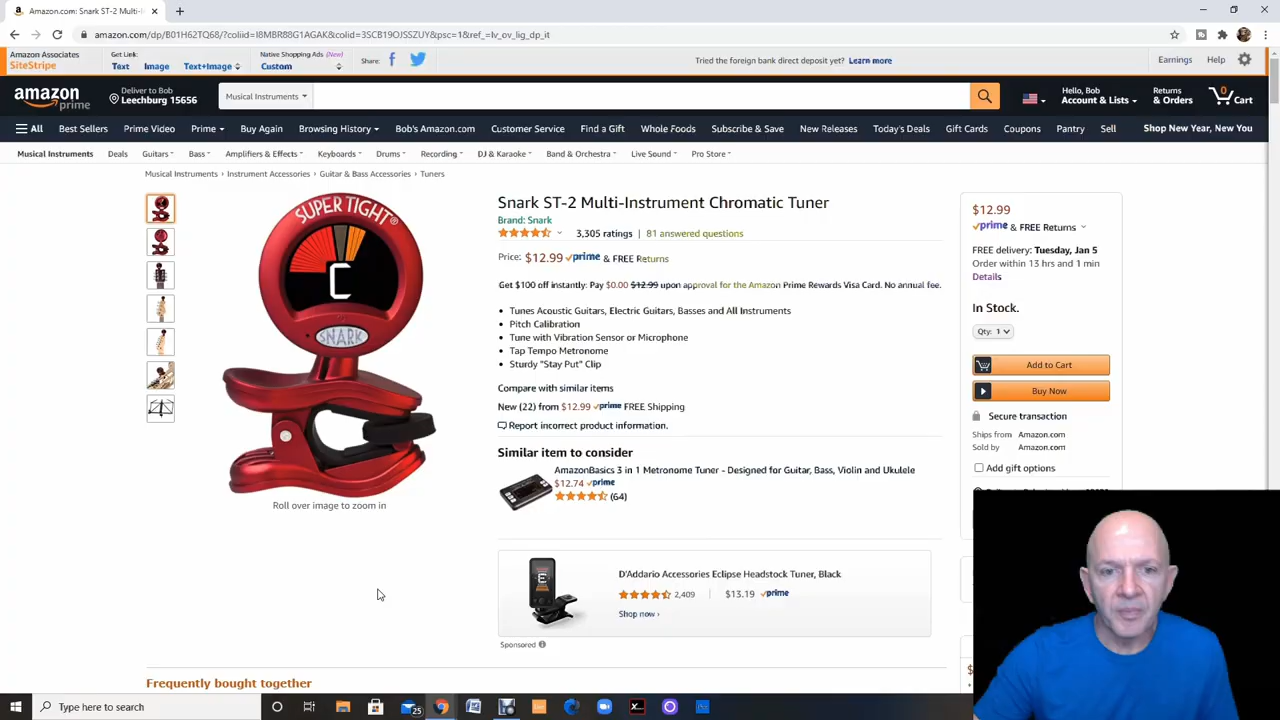 Amazon.com: Snark ST-2 Multi-I
amazon.com/dp/B01H62TQ68/?coliid=I8MBR88G1AGAK&colid=3SCB19OJSSZUY&psc=1&ref_=lv_ov_lig_dp_it
Amazon Associates
SiteStripe
Get Link:
Text Image Text+Image
Native Shopping Ads (New)
Custom
Share:
Tried the foreign bank direct deposit yet? Learn more
Earnings Help
amazon prime
Deliver to Bob
Leechburg 15656
Musical Instruments
Hello, Bob
Account & Lists
Returns
& Orders
0
Cart
All Best Sellers Prime Video Prime Buy Again Browsing History Bob's Amazon.com Customer Service Find a Gift Whole Foods Subscribe & Save New Releases Today's Deals Gift Cards Coupons Pantry Sell Shop New Year, New You
Musical Instruments Deals Guitars Bass Amplifiers & Effects Keyboards Drums Recording DJ & Karaoke Band & Orchestra Live Sound Pro Store
Musical Instruments › Instrument Accessories › Guitar & Bass Accessories › Tuners
SUPER TIGHT®
C
SNARK
Roll over image to zoom in
Snark ST-2 Multi-Instrument Chromatic Tuner
Brand: Snark
3,305 ratings | 81 answered questions
Price: $12.99 prime & FREE Returns
Get $100 off instantly: Pay $0.00 $12.99 upon approval for the Amazon Prime Rewards Visa Card. No annual fee.
• Tunes Acoustic Guitars, Electric Guitars, Basses and All Instruments
• Pitch Calibration
• Tune with Vibration Sensor or Microphone
• Tap Tempo Metronome
• Sturdy "Stay Put" Clip
Compare with similar items
New (22) from $12.99 prime FREE Shipping
Report incorrect product information.
Similar item to consider
AmazonBasics 3 in 1 Metronome Tuner - Designed for Guitar, Bass, Violin and Ukulele
$12.74 prime
(64)
E
D'Addario Accessories Eclipse Headstock Tuner, Black
2,409 | $13.19 prime
Shop now ›
Sponsored
Frequently bought together
$12.99
prime & FREE Returns
FREE delivery: Tuesday, Jan 5
Order within 13 hrs and 1 min
Details
In Stock.
Qty: 1
Add to Cart
Buy Now
Secure transaction
Ships from Amazon.com
Sold by Amazon.com
Add gift options
$
Type here to search
25